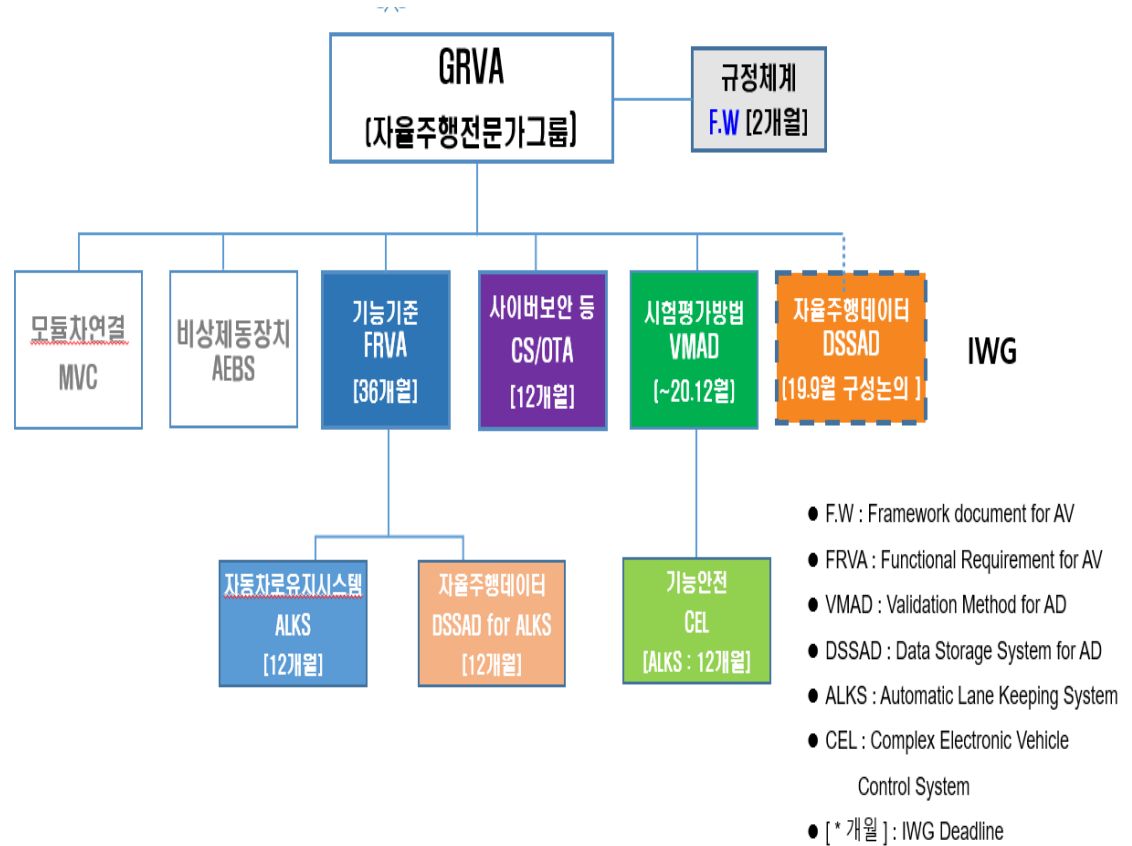 GRVA
(자율주행전문가그룹)
규정체계
F.W [2개월]
모듈차연결
MVC
비상제동장치
AEBS
기능기준
FRVA
[36개월]
사이버보안 등
CS/OTA
[12개월]
시험평가방법
VMAD
(~20.12월)
자율주행데이터
DSSAD
[19.9월 구성논의 ]
IWG
자동차로유지시스템
ALKS
[12개월]
자율주행데이터
DSSAD for ALKS
[12개월]
기능안전
CEL
[ALKS : 12개월]
● F.W : Framework document for AV
● FRVA : Functional Requirement for AV
● VMAD : Validation Method for AD
● DSSAD : Data Storage System for AD
● ALKS : Automatic Lane Keeping System
● CEL : Complex Electronic Vehicle
Control System
● [ * 개월 ] : IWG Deadline